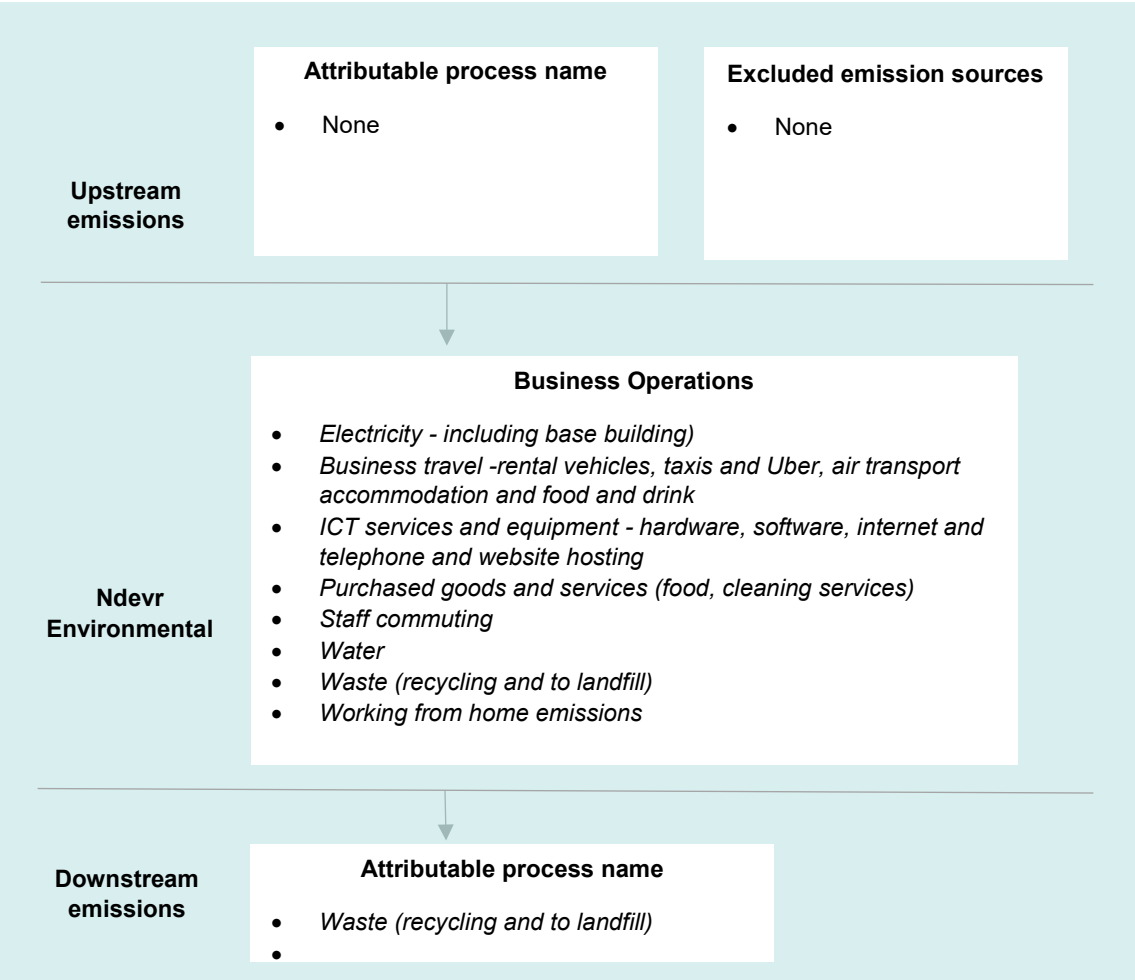 Attributable process name
• None
Excluded emission sources
• None
Upstream
emissions
Business Operations
• Electricity - including base building)
• Business travel -rental vehicles, taxis and Uber, air transport
accommodation and food and drink
• ICT services and equipment - hardware, software, internet and
telephone and website hosting
• Purchased goods and services (food, cleaning services)
• Staff commuting
• Water
• Waste (recycling and to landfill)
• Working from home emissions
Ndevr
Environmental
Downstream
emissions
Attributable process name
• Waste (recycling and to landfill)
•